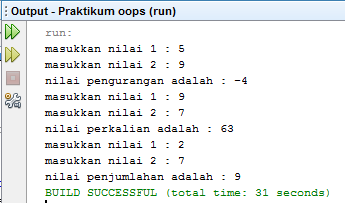 Output - Praktikum oops (run)
run:
masukkan nilai 1 : 5
masukkan nilai 2 : 9
nilai pengurangan adalah : -4
masukkan nilai 1 : 9
masukkan nilai 2 : 7
nilai perkalian adalah : 63
masukkan nilai 1 : 2
masukkan nilai 2 : 7
nilai penjumlahan adalah : 9
BUILD SUCCESSFUL (total time: 31 seconds)